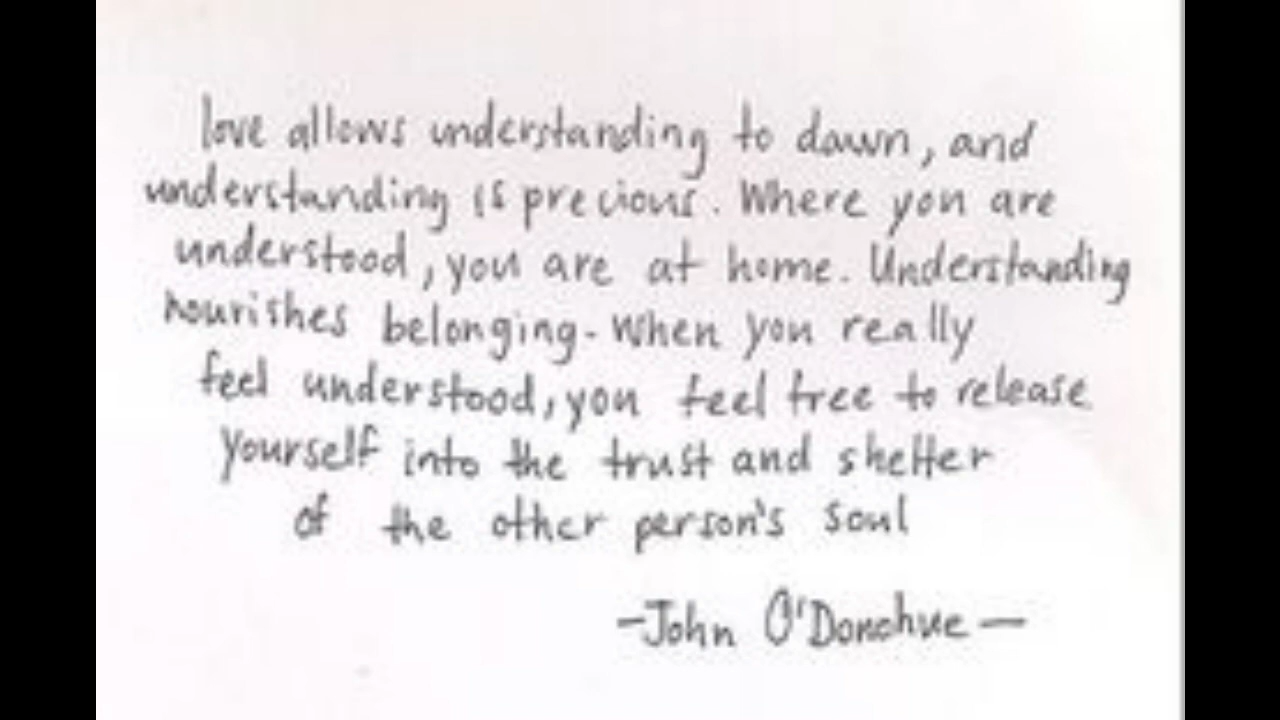 love allows understanding to dawn, and
understanding is precious. Where you are
understood, you are at home. Understanding
nourishes belonging. When you really
feel understood, you feel free to release
yourself into the trust and shelter
of the other person's soul
- John O'Donohue -